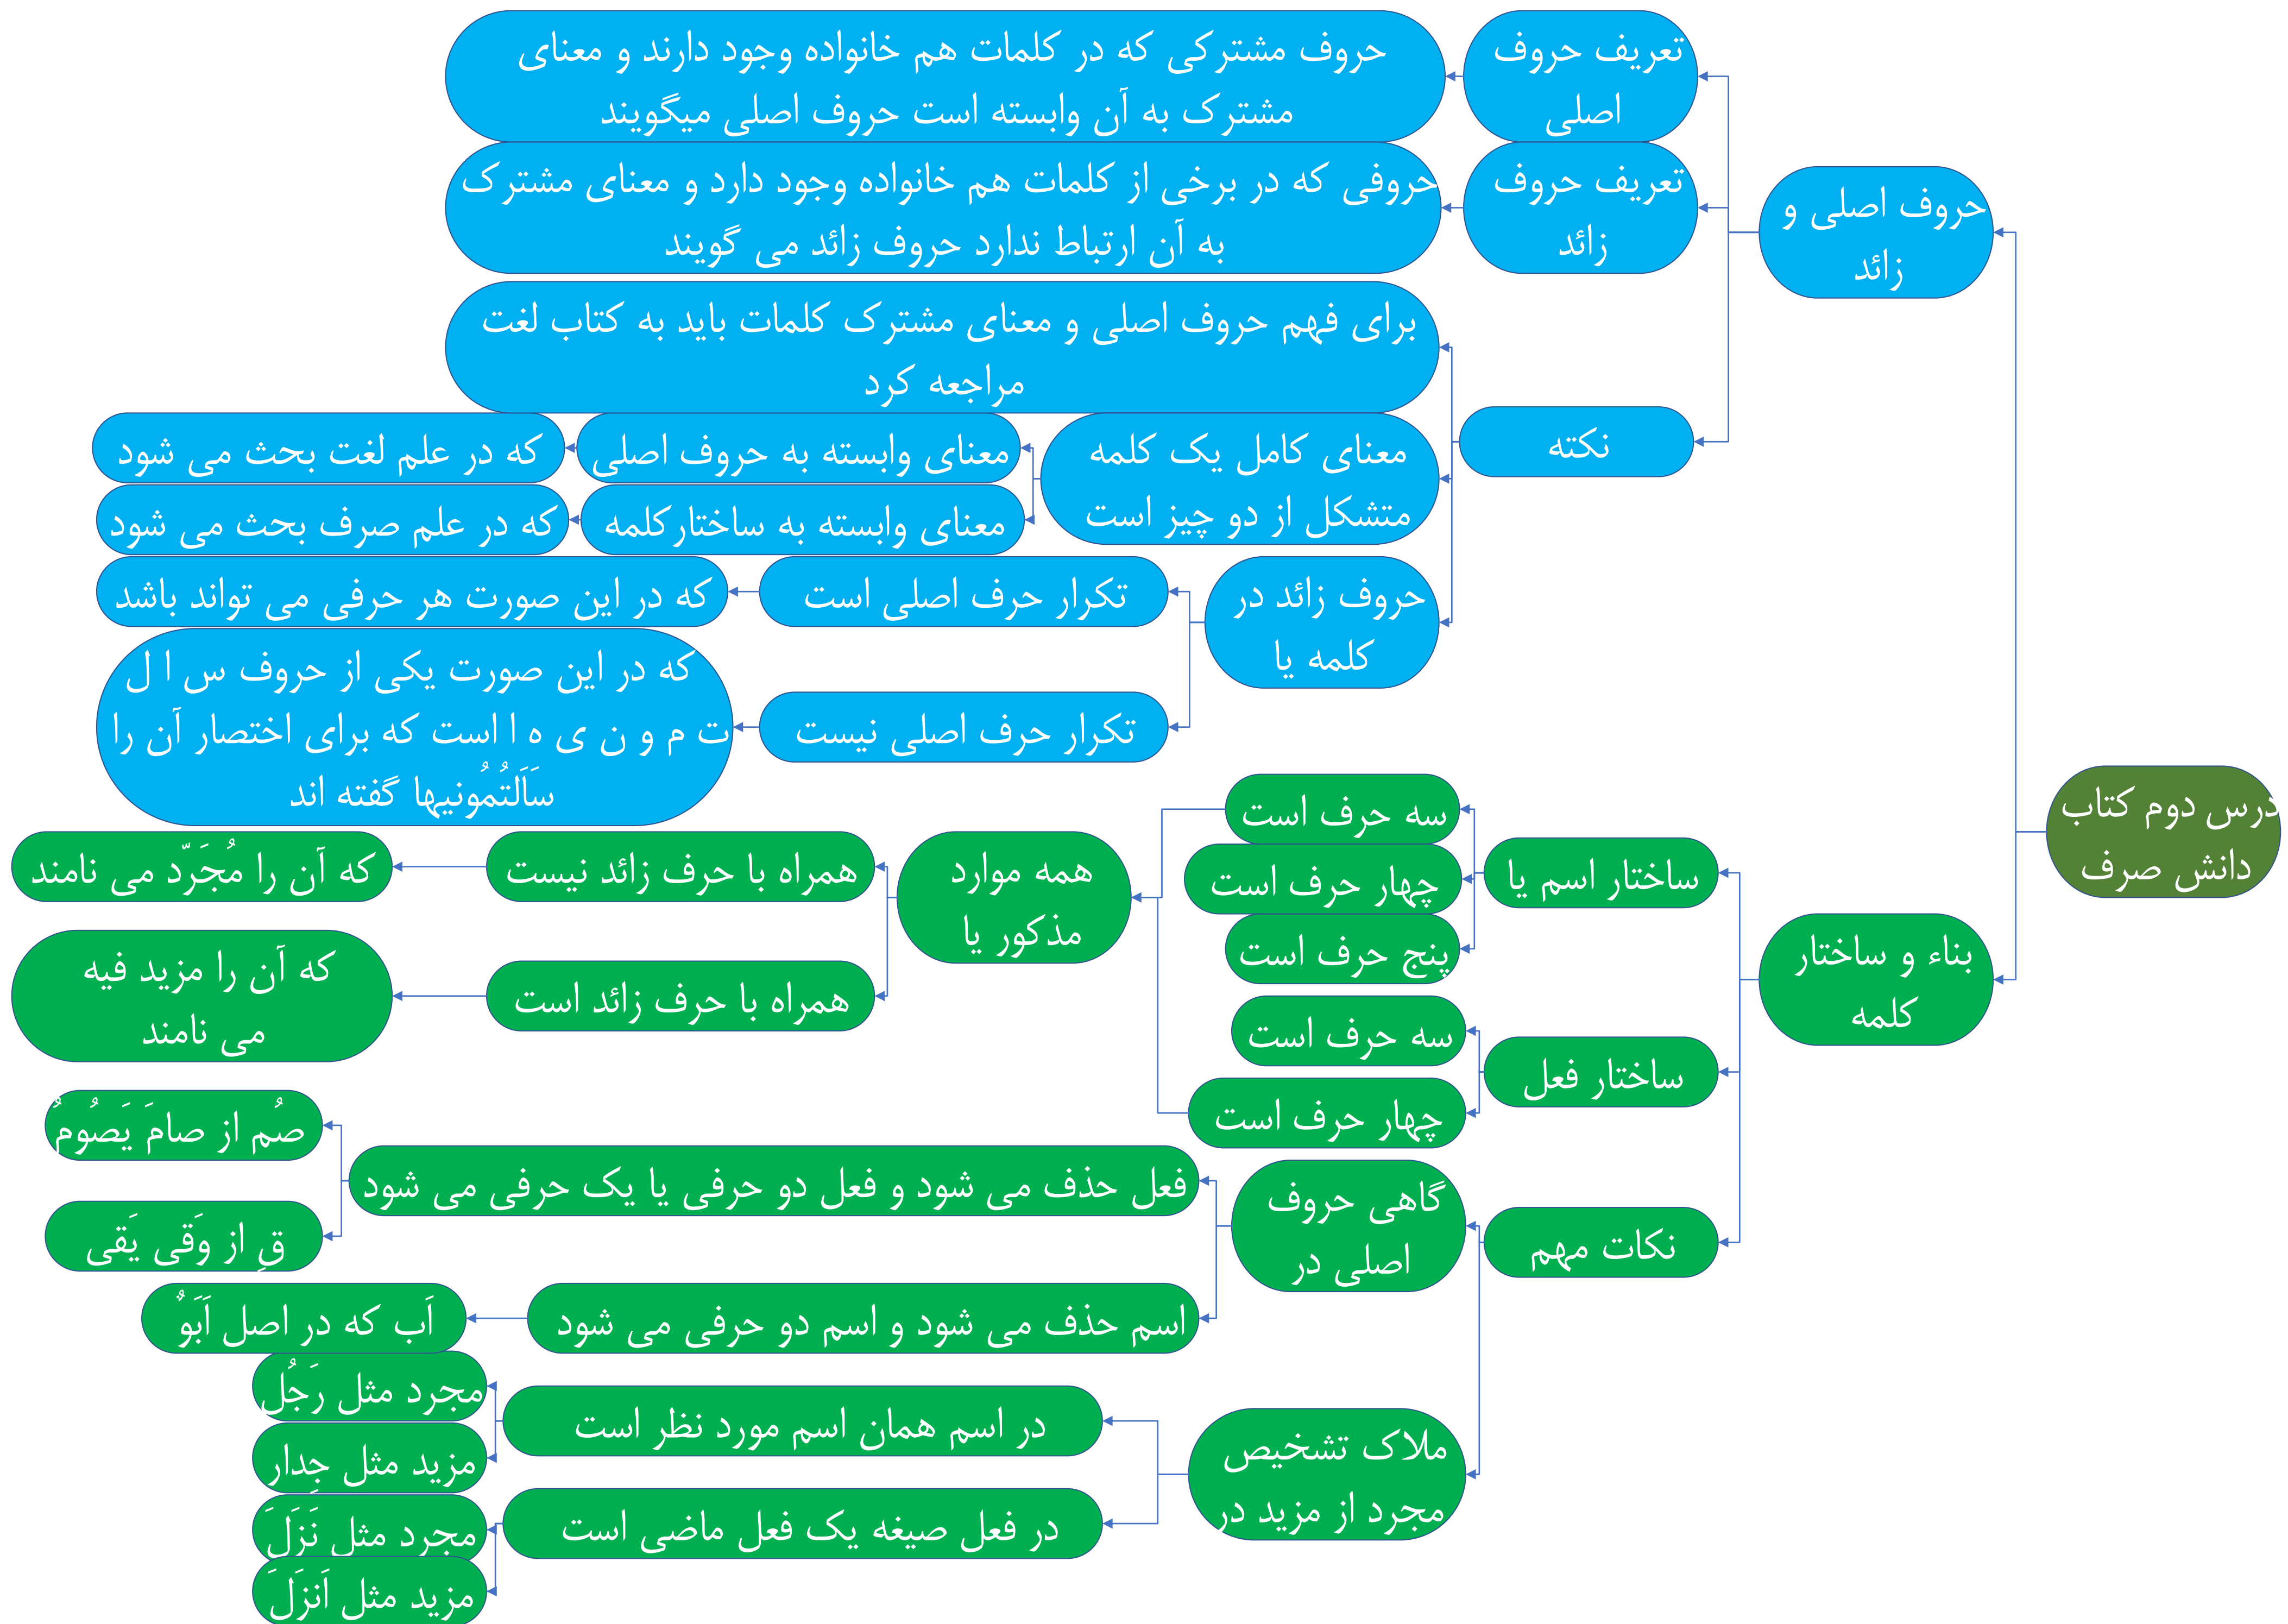 درس دوم کتاب
دانش صرف
حروف اصلی و
زائد
تعریف حروف
اصلی
حروف مشترکی که در کلمات هم خانواده وجود دارند و معنای
مشترک به آن وابسته است حروف اصلی میگویند
تعریف حروف
زائد
حروفی که در برخی از کلمات هم خانواده وجود دارد و معنای مشترک
به آن ارتباط ندارد حروف زائد می گویند
نکته
برای فهم حروف اصلی و معنای مشترک کلمات باید به کتاب لغت
مراجعه کرد
معنای کامل یک کلمه
متشکل از دو چیز است
معنای وابسته به حروف اصلی
که در علم لغت بحث می شود
معنای وابسته به ساختارکلمه
که در علم صرف بحث می شود
حروف زائد در
کلمه یا
تکرار حرف اصلی است
که در این صورت هر حرفی می تواند باشد
تکرار حرف اصلی نیست
که در این صورت یکی از حروف س ا ل
ت م و ن ی ه ا است که برای اختصار آن را
سَاَلتُمُونیها گفته اند
بناء و ساختار
کلمه
ساختار اسم یا
سه حرف است
چهار حرف است
پنج حرف است
همه موارد
مذکور یا
همراه با حرف زائد نیست
که آن را مُجَرّد می نامند
همراه با حرف زائد است
که آن را مزید فیه
می نامند
ساختار فعل
سه حرف است
چهار حرف است
نکات مهم
گاهی حروف
اصلی در
فعل حذف می شود و فعل دو حرفی یا یک حرفی می شود
صُم از صامَ یَصُومُ
قِ از وَقی یَقی
اسم حذف می شود و اسم دو حرفی می شود
اَب که در اصل اَبَوٌ
ملاک تشخیص
مجرد از مزید در
در اسم همان اسم مورد نظر است
مجرد مثل رَجُل
مزید مثل جِدار
در فعل صیغه یک فعل ماضی است
مجرد مثل نَزَلَ
مزید مثل اَنزَلَ